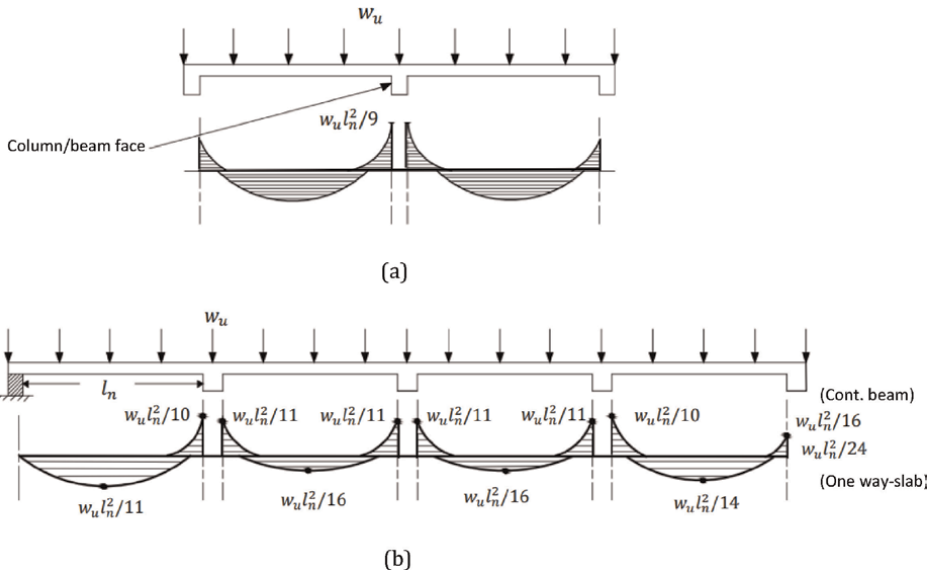 w_u
w_u l_n^2/9
Column/beam face
(a)
w_u
l_n
(Cont. beam)
w_u l_n^2/10 w_u l_n^2/11 w_u l_n^2/11 w_u l_n^2/11 w_u l_n^2/11 w_u l_n^2/10 w_u l_n^2/16
w_u l_n^2/24
(One way-slab)
w_u l_n^2/11 w_u l_n^2/16 w_u l_n^2/16 w_u l_n^2/14
(b)